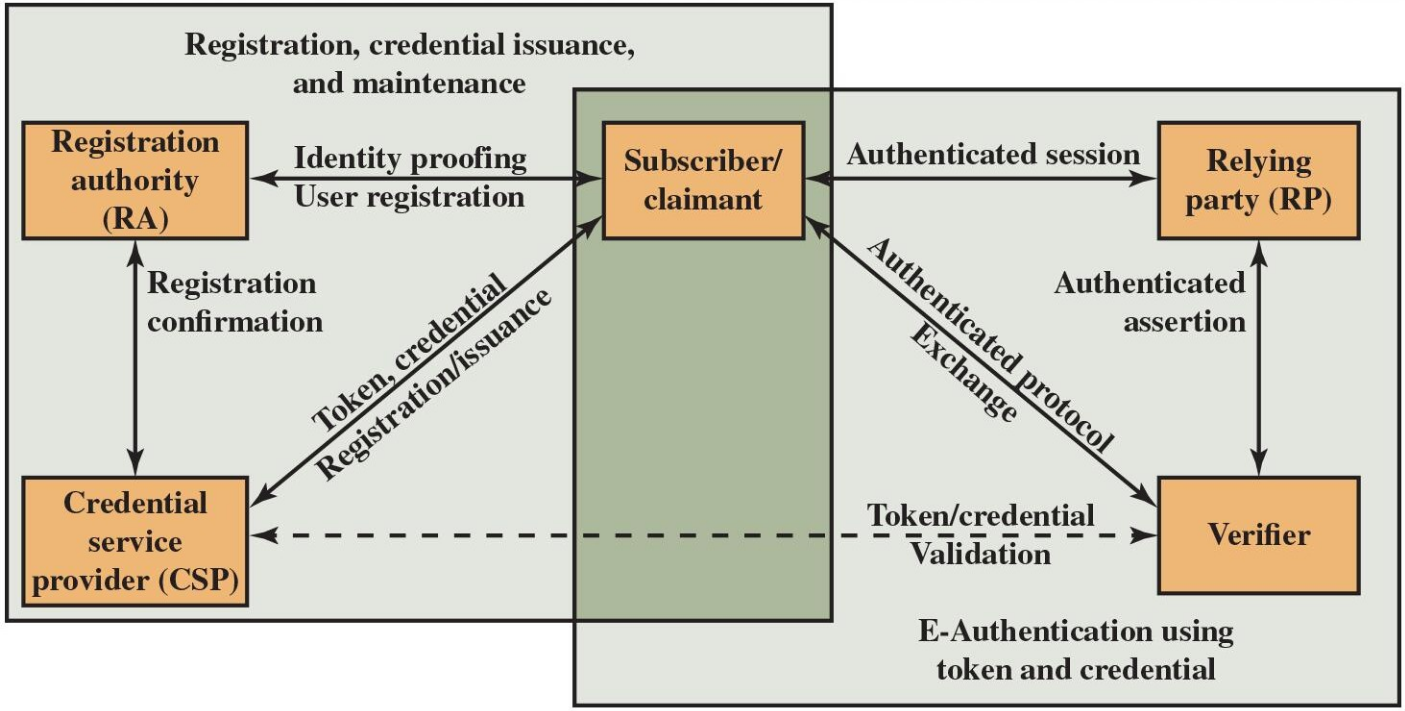 Registration, credential issuance,
and maintenance
Registration
authority
(RA)
Identity proofing
User registration
Subscriber/
claimant
Authenticated session
Relying
party (RP)
Registration
confirmation
Token, credential
Registration/issuance
Authenticated protocol
Exchange
Authenticated
assertion
Credential
service
provider (CSP)
Token/credential
Validation
Verifier
E-Authentication using
token and credential